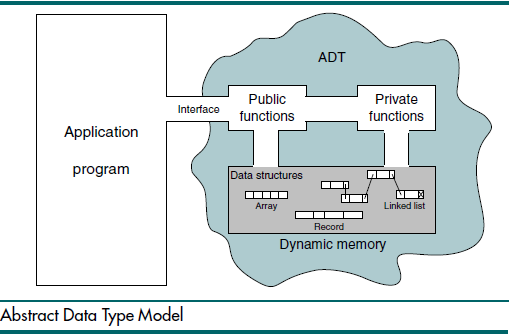 ADT
Application
program
Interface
Public
functions
Private
functions
Data structures
Array
Linked list
Record
Dynamic memory
Abstract Data Type Model